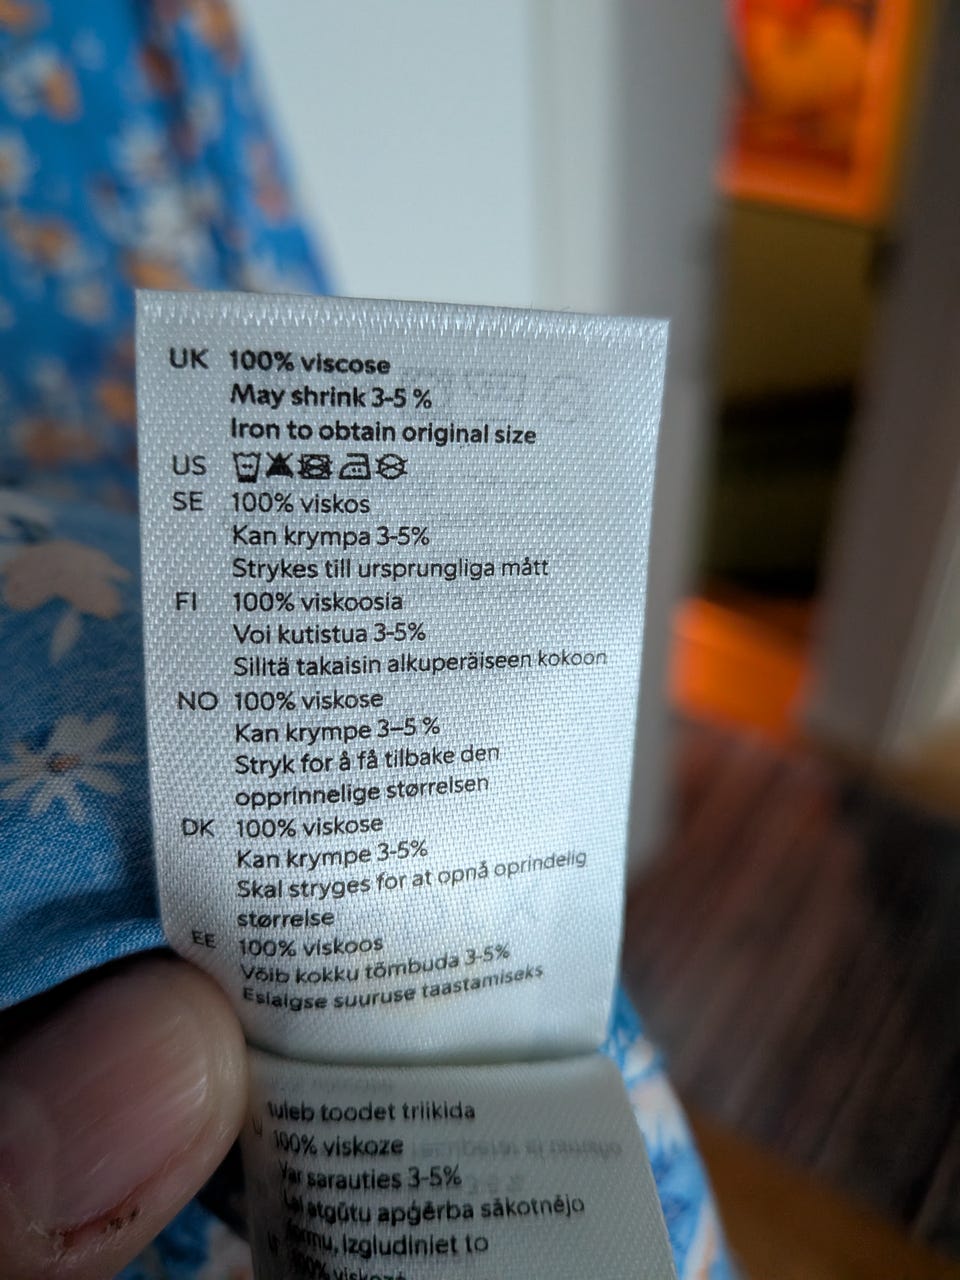 UK 100% viscose
May shrink 3-5 %
Iron to obtain original size
US
SE 100% viskos
Kan krympa 3-5%
Strykes till ursprungliga mått
FI 100% viskoosia
Voi kutistua 3-5%
Silitä takaisin alkuperäiseen kokoon
NO 100% viskose
Kan krympe 3–5 %
Stryk for å få tilbake den
opprinnelige størrelsen
DK 100% viskose
Kan krympe 3-5%
Skal stryges for at opnå oprindelig
størrelse
EE 100% viskoos
Võib kokku tõmbuda 3-5%
Eslalgse suuruse taastamiseks
tuleb toodet triikida
100% viskoze
Var sarauties 3-5%
atgūtu apģērba sākotnējo
formu, izgludiniet to